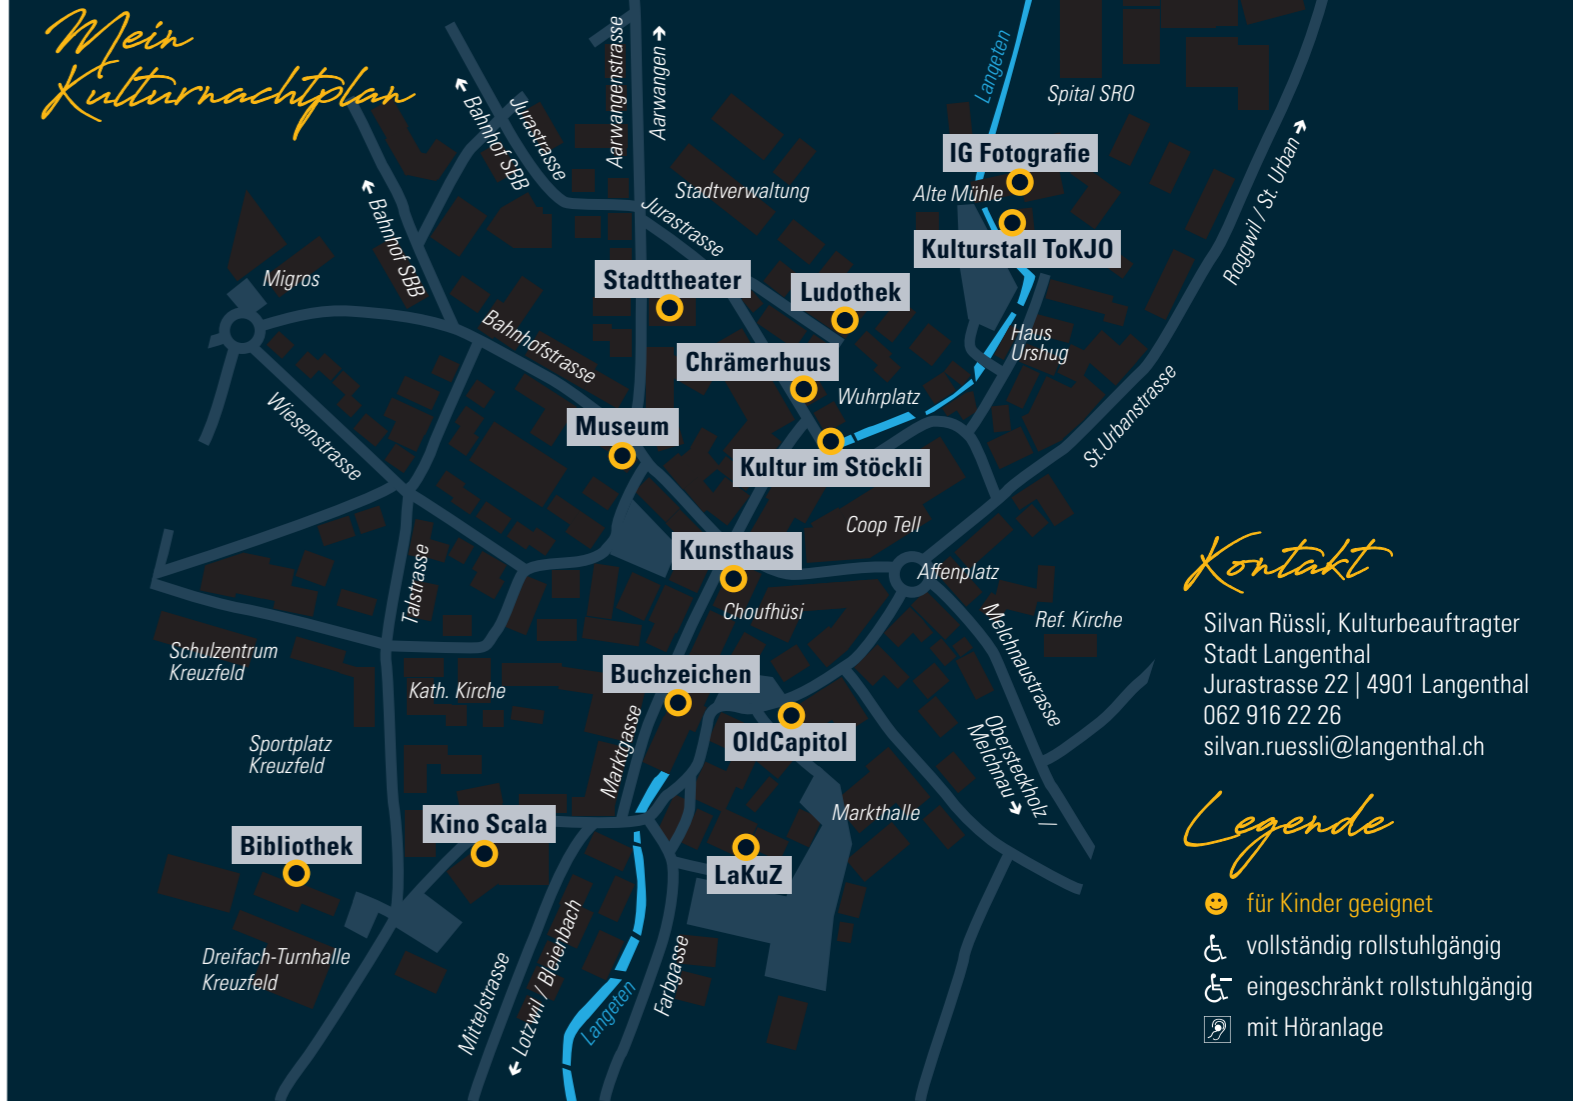 Mein
Kulturnachtplan
Bahnhof SBB
Jurastrasse
Aarwangenstrasse
Aarwangen
Langeten
Spital SRO
IG Fotografie
Alte Mühle
Kulturstall ToKJO
Stadtverwaltung
Jurastrasse
Bahnhof SBB
Roggwil / St. Urban
Migros
Stadttheater
Ludothek
Bahnhofstrasse
Haus
Urshug
Chrämerhuus
Wuhrplatz
Wiesenstrasse
Museum
Kultur im Stöckli
St.Urbanstrasse
Coop Tell
Kunsthaus
Affenplatz
Talstrasse
Choufhüsi
Melchnaustrasse
Ref. Kirche
Schulzentrum
Kreuzfeld
Kath. Kirche
Buchzeichen
Marktgasse
OldCapitol
Obersteckholz /
Melchnau
Sportplatz
Kreuzfeld
Markthalle
Kino Scala
Bibliothek
LaKuZ
Dreifach-Turnhalle
Kreuzfeld
Mittelstrasse
Lotzwil / Bleienbach
Langeten
Farbgasse
Kontakt
Silvan Rüssli, Kulturbeauftragter
Stadt Langenthal
Jurastrasse 22 | 4901 Langenthal
062 916 22 26
silvan.ruessli@langenthal.ch
Legende
für Kinder geeignet
vollständig rollstuhlgängig
eingeschränkt rollstuhlgängig
mit Höranlage